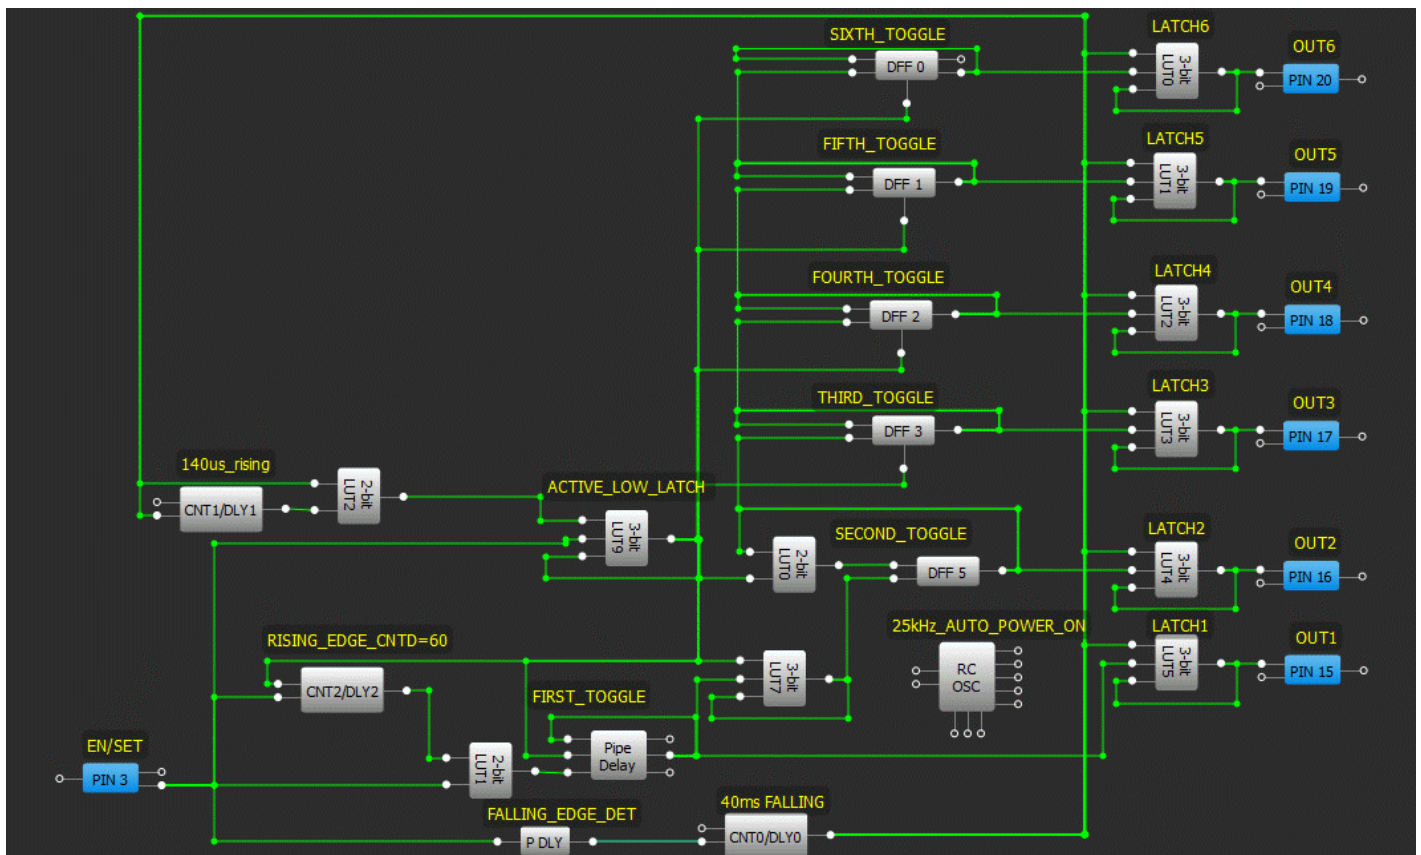 SIXTH_TOGGLE
DFF 0
LATCH6
3-bit
LUT0
OUT6
PIN 20
FIFTH_TOGGLE
DFF 1
LATCH5
3-bit
LUT1
OUT5
PIN 19
FOURTH_TOGGLE
DFF 2
LATCH4
3-bit
LUT2
OUT4
PIN 18
THIRD_TOGGLE
DFF 3
LATCH3
3-bit
LUT3
OUT3
PIN 17
140us_rising
CNT1/DLY1
2-bit
LUT2
ACTIVE_LOW_LATCH
3-bit
LUT9
2-bit
LUT0
SECOND_TOGGLE
DFF 5
LATCH2
3-bit
LUT4
OUT2
PIN 16
RISING_EDGE_CNTD=60
CNT2/DLY2
3-bit
LUT7
25kHz_AUTO_POWER_ON
RC
OSC
LATCH1
3-bit
LUT5
OUT1
PIN 15
FIRST_TOGGLE
Pipe
Delay
EN/SET
PIN 3
2-bit
LUT1
FALLING_EDGE_DET
P DLY
40ms FALLING
CNT0/DLY0